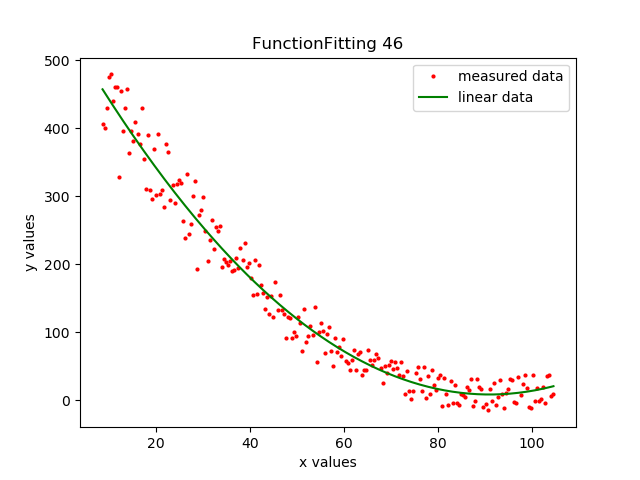 FunctionFitting 46
measured data
linear data
500
400
300
200
100
0
y values
20
40
60
80
100
x values